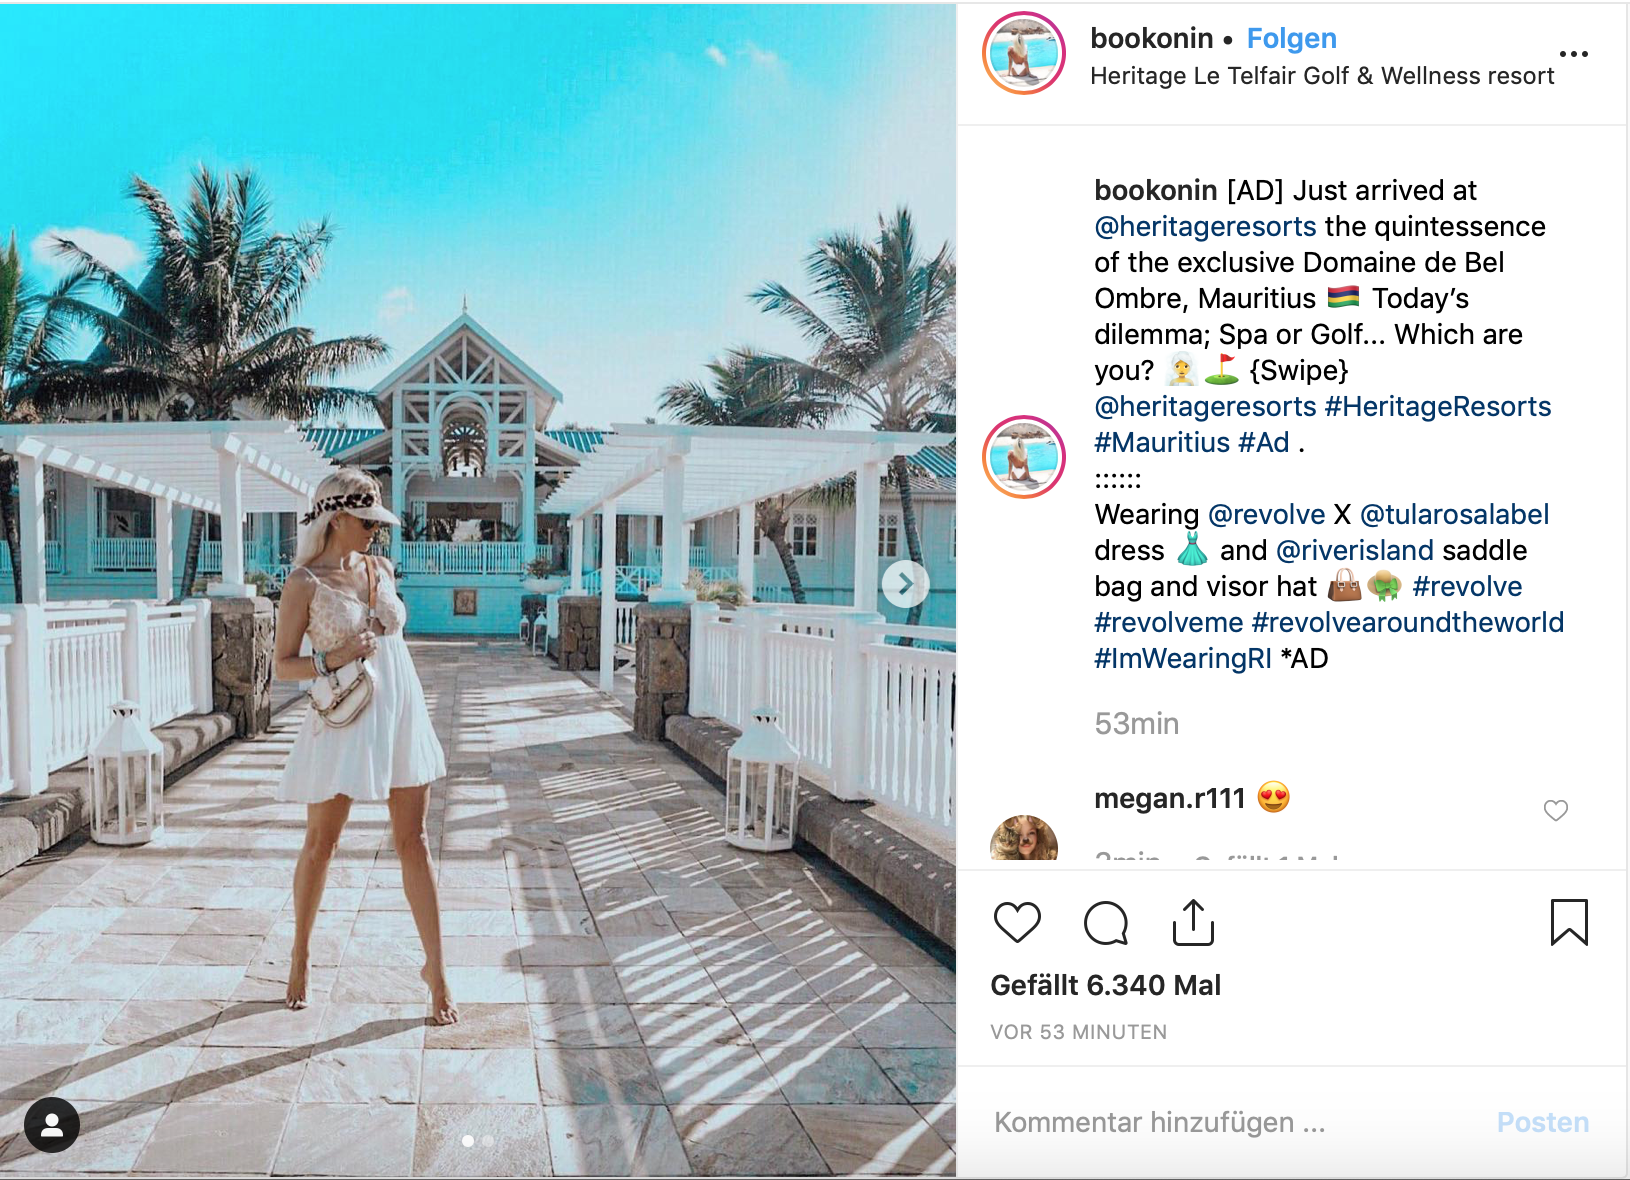 bookonin • Folgen
Heritage Le Telfair Golf & Wellness resort
bookonin [AD] Just arrived at
@heritageresorts the quintessence
of the exclusive Domaine de Bel
Ombre, Mauritius 🇲🇺 Today's
dilemma; Spa or Golf... Which are
you? 🧖‍♀️⛳ {Swipe}
@heritageresorts #HeritageResorts
#Mauritius #Ad .
::::::
Wearing @revolve X @tularosalabel
dress 👗 and @riverisland saddle
bag and visor hat 👜👒 #revolve
#revolveme #revolvearoundtheworld
#ImWearingRI *AD
53min
megan.r111 😍
Gefällt 6.340 Mal
VOR 53 MINUTEN
Kommentar hinzufügen ... Posten